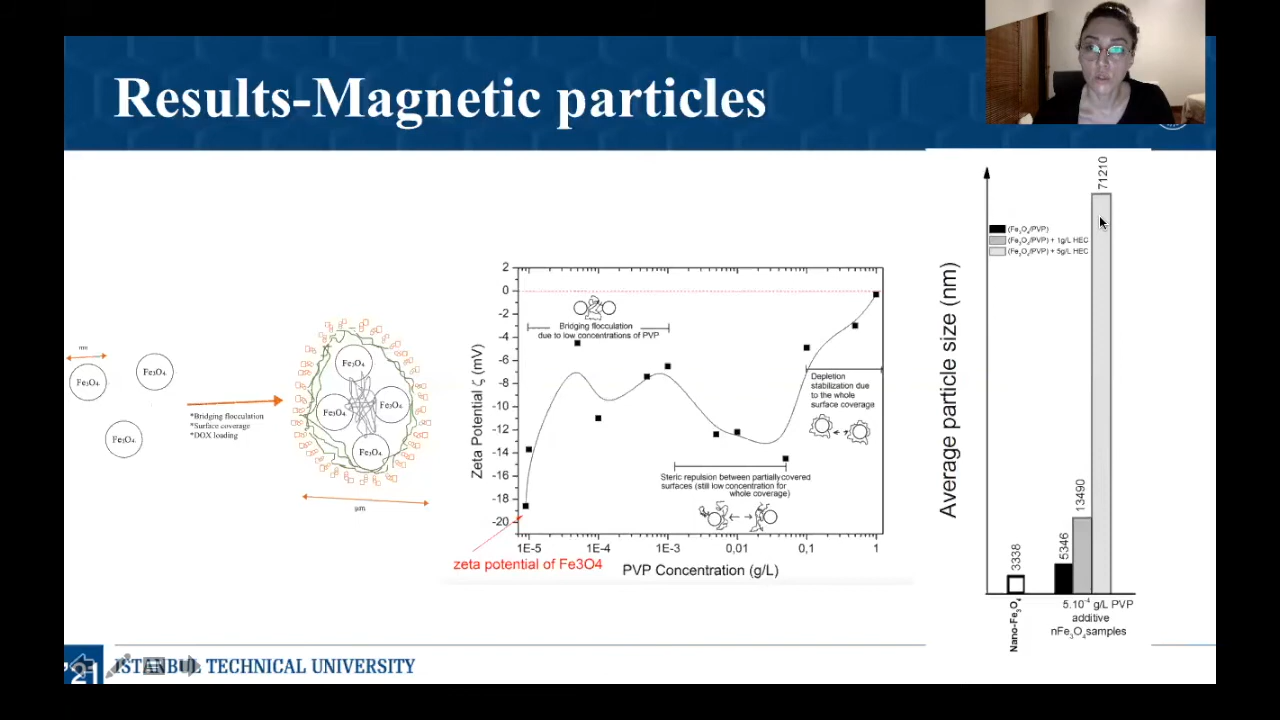 Results-Magnetic particles
nm
Fe₃O₄
Fe₃O₄
Fe₃O₄
*Bridging flocculation
*Surface coverage
*DOX loading
Fe₃O₄
Fe₃O₄
Fe₃O₄
Fe₃O₄
μm
Zeta Potential ζ (mV)
2
0
-2
-4
-6
-8
-10
-12
-14
-16
-18
-20
Bridging flocculation
due to low concentrations of PVP
Depletion
stabilization due
to the whole
surface coverage
Steric repulsion between partially covered
surfaces (still low concentration for
whole coverage)
1E-5 1E-4 1E-3 0,01 0,1 1
PVP Concentration (g/L)
zeta potential of Fe3O4
Average particle size (nm)
(Fe₃O₄/PVP)
(Fe₃O₄/PVP) + 1g/L HEC
(Fe₃O₄/PVP) + 5g/L HEC
3338
5346
13490
71210
Nano-Fe₃O₄
5.10⁻⁴ g/L PVP
additive
nFe₃O₄samples
21
ISTANBUL TECHNICAL UNIVERSITY